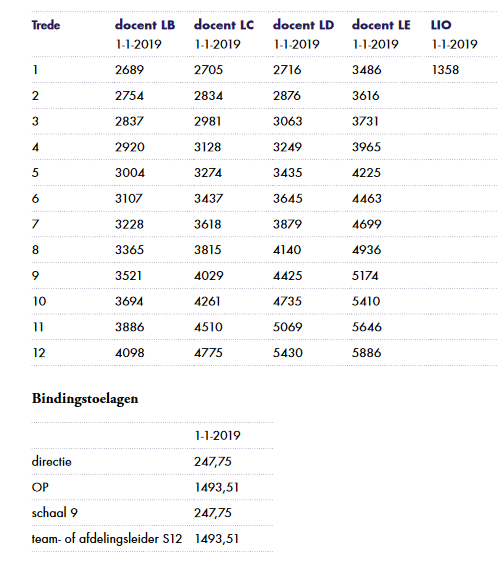 Trede docent LB docent LC docent LD docent LE LIO
1-1-2019 1-1-2019 1-1-2019 1-1-2019 1-1-2019
1 2689 2705 2716 3486 1358
2 2754 2834 2876 3616
3 2837 2981 3063 3731
4 2920 3128 3249 3965
5 3004 3274 3435 4225
6 3107 3437 3645 4463
7 3228 3618 3879 4699
8 3365 3815 4140 4936
9 3521 4029 4425 5174
10 3694 4261 4735 5410
11 3886 4510 5069 5646
12 4098 4775 5430 5886
Bindingstoelagen
1-1-2019
directie 247,75
OP 1493,51
schaal 9 247,75
team- of afdelingsleider S12 1493,51